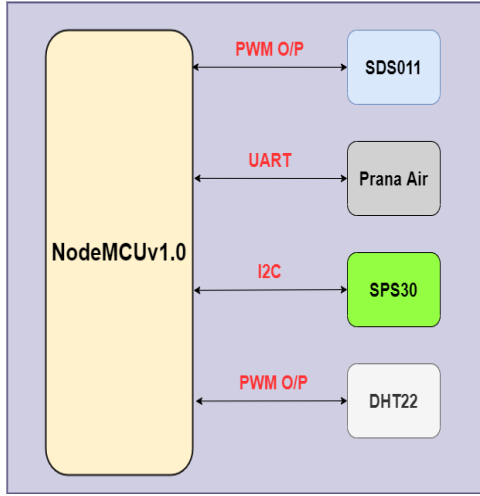 PWM O/P
SDS011
UART
Prana Air
NodeMCUv1.0
I2C
SPS30
PWM O/P
DHT22